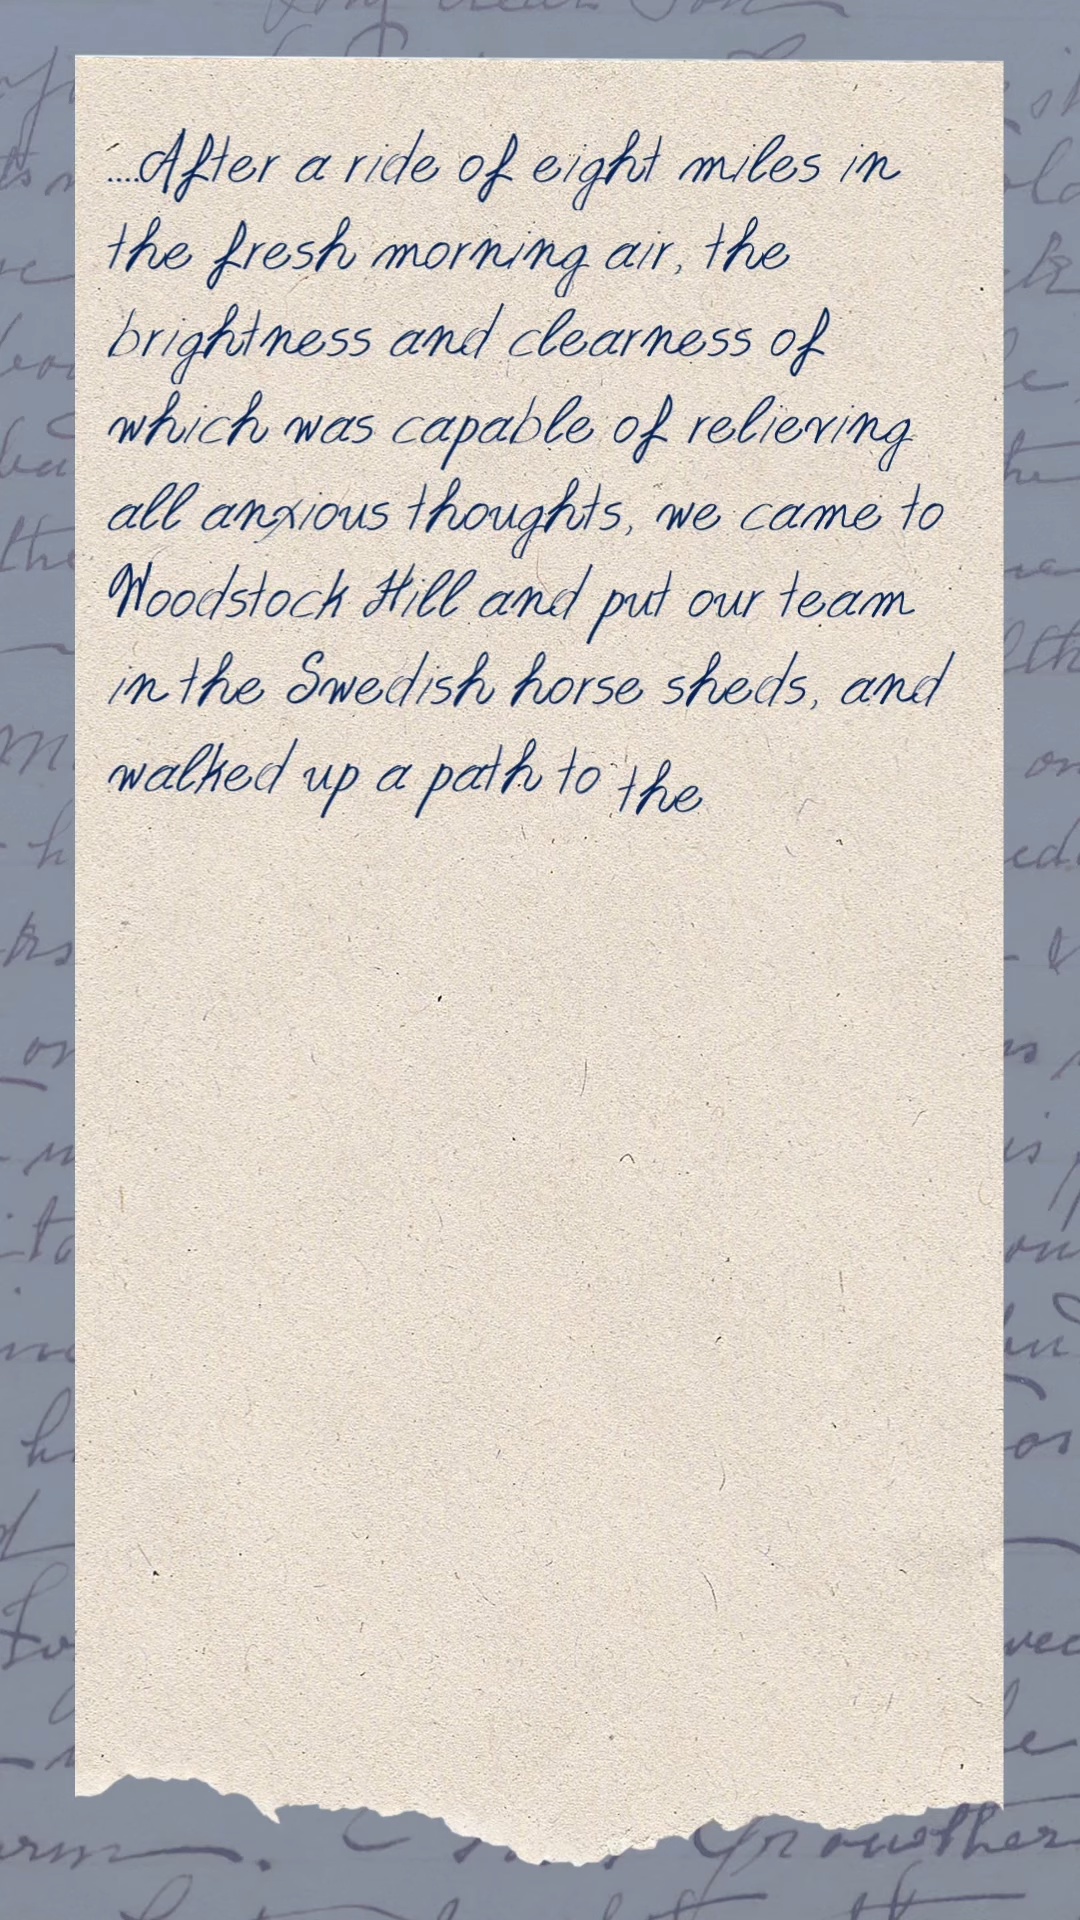 ....After a ride of eight miles in
the fresh morning air, the
brightness and clearness of
which was capable of relieving
all anxious thoughts, we came to
Woodstock Hill and put our team
in the Swedish horse sheds, and
walked up a path to the